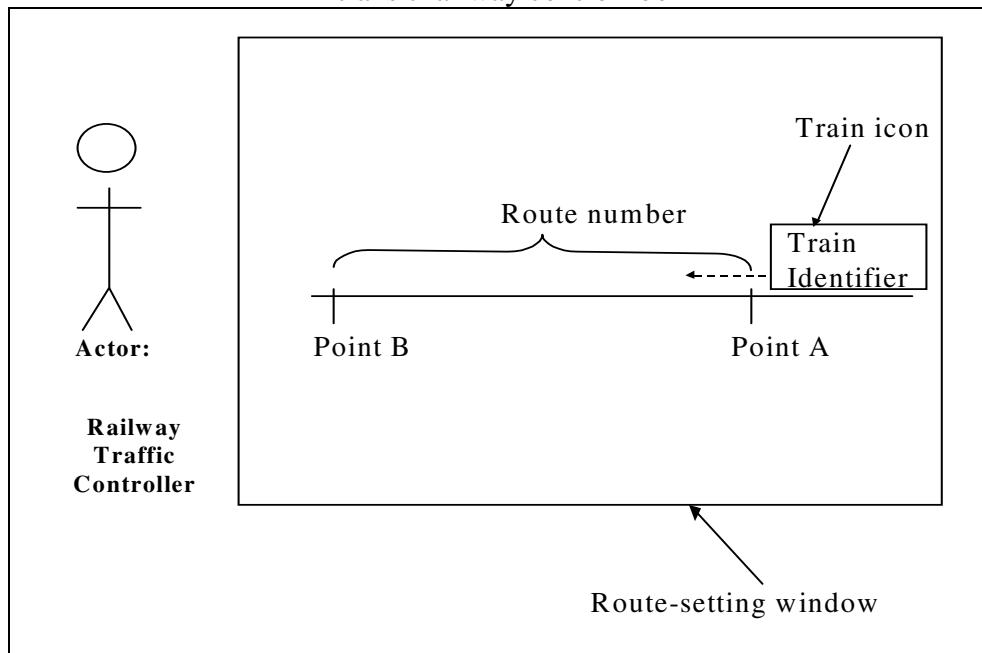 Train icon
Route number
Train
Identifier
Point B
Point A
Actor:
Railway
Traffic
Controller
Route-setting window